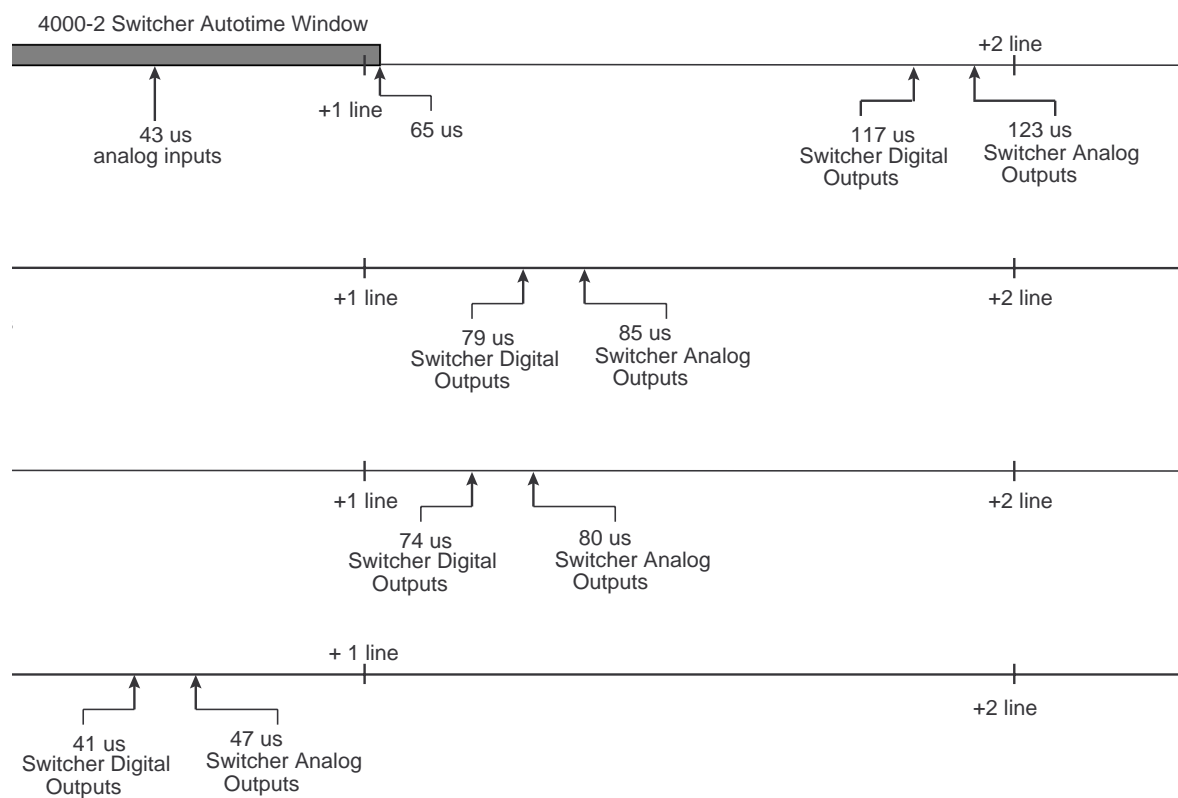 4000-2 Switcher Autotime Window
+2 line
+1 line
43 us
analog inputs
65 us
117 us
Switcher Digital
Outputs
123 us
Switcher Analog
Outputs
+1 line
+2 line
79 us
Switcher Digital
Outputs
85 us
Switcher Analog
Outputs
+1 line
+2 line
74 us
Switcher Digital
Outputs
80 us
Switcher Analog
Outputs
+ 1 line
+2 line
41 us
Switcher Digital
Outputs
47 us
Switcher Analog
Outputs